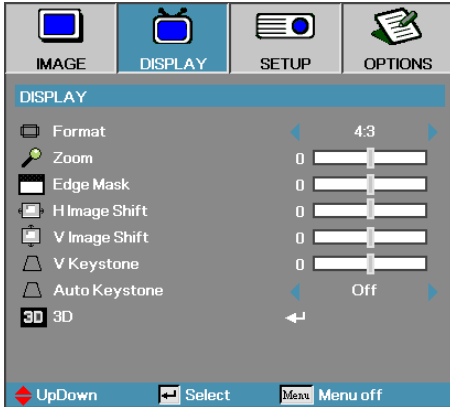 IMAGE DISPLAY SETUP OPTIONS
DISPLAY
Format 4:3
Zoom 0
Edge Mask 0
H Image Shift 0
V Image Shift 0
V Keystone 0
Auto Keystone Off
3D 3D
UpDown Select Menu Menu off